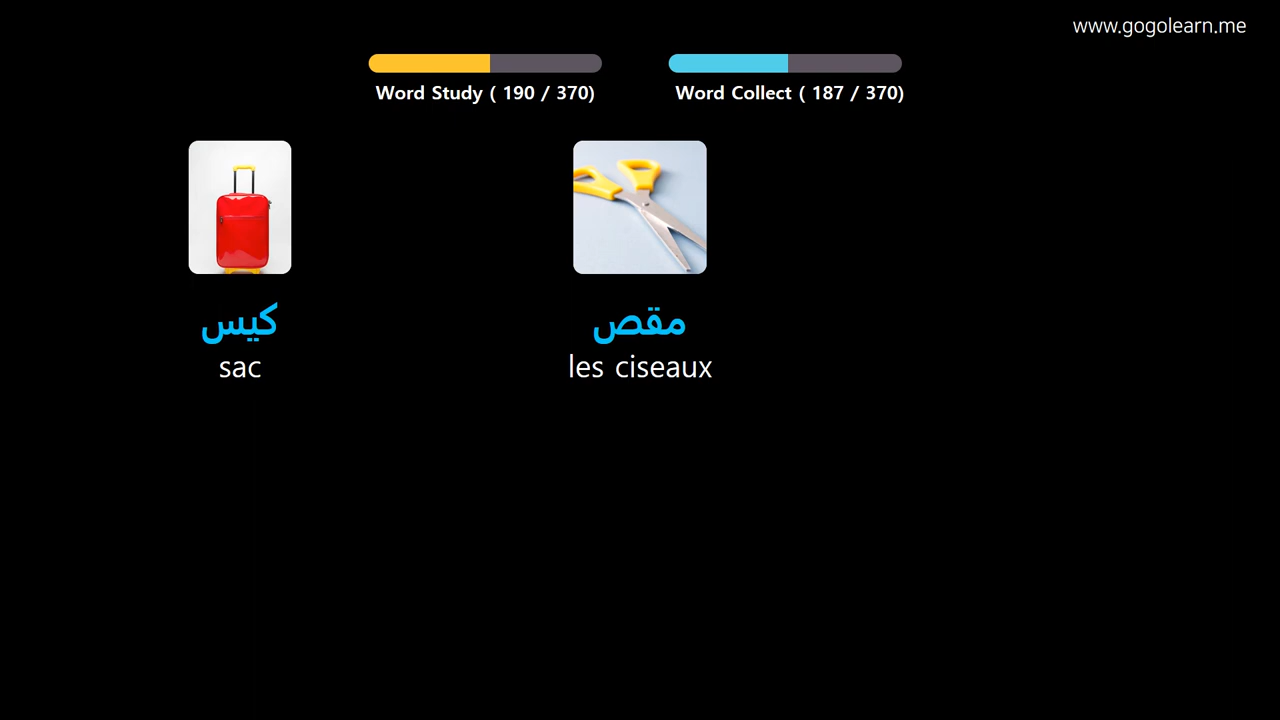 www.gogolearn.me
Word Study ( 190 / 370)
Word Collect ( 187 / 370)
كيس
sac
مقص
les ciseaux